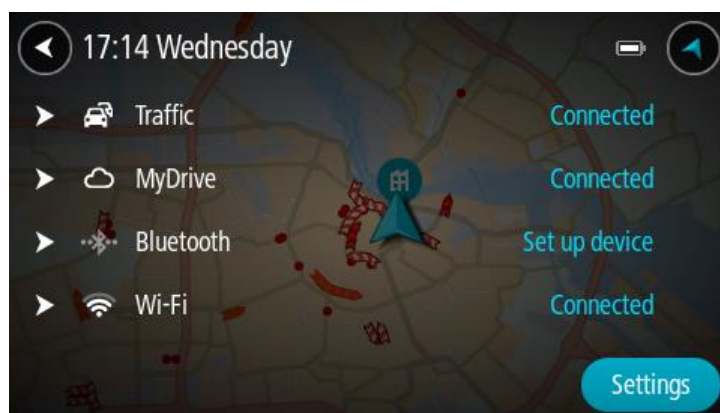 17:14 Wednesday
Traffic Connected
MyDrive Connected
Bluetooth Set up device
Wi-Fi Connected
Settings